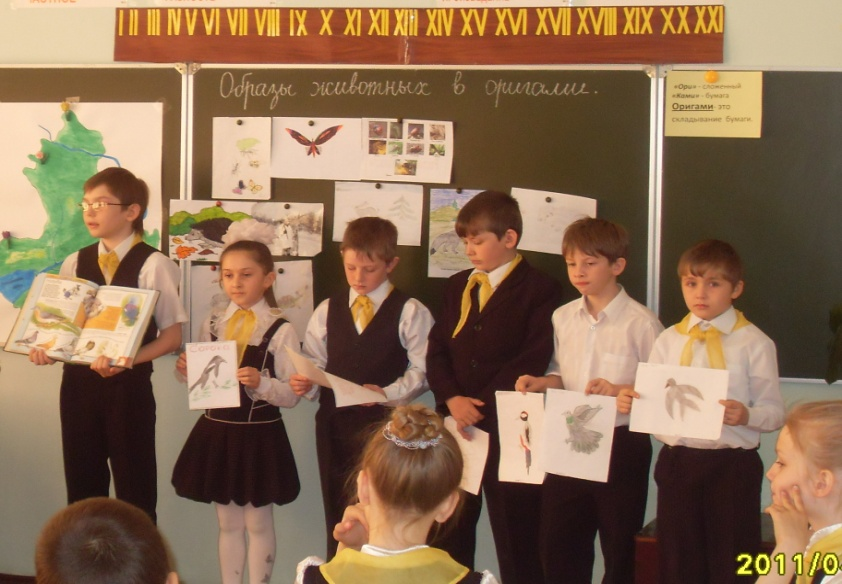 I II III IV V VI VII VIII IX X XI XII XIII XIV XV XVI XVII XVIII XIX XX XXI
Образы животных в оригами.
«Ори» - сложенный
«Ками» - бумага
Оригами- это
складывание бумаги.
СОРОКА
2011/0